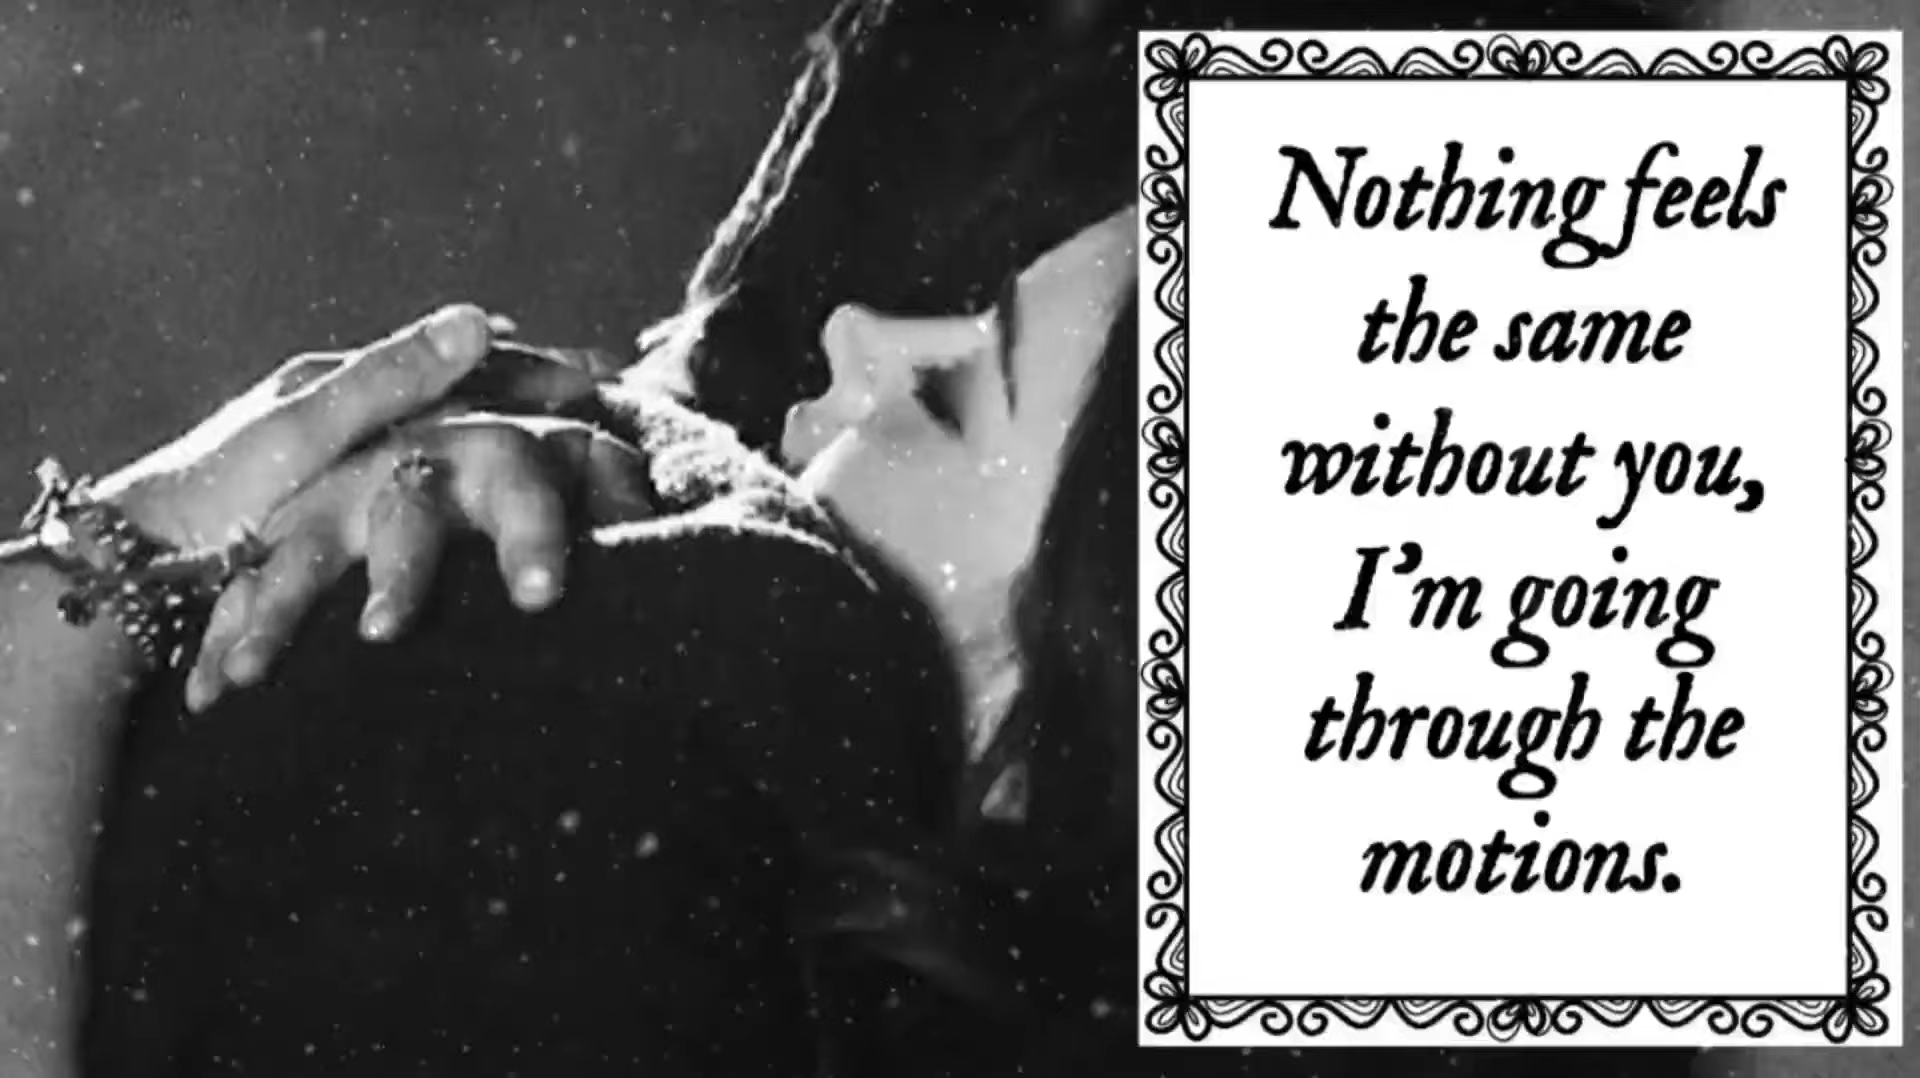 Nothing feels
the same
without you,
I'm going
through the
motions.